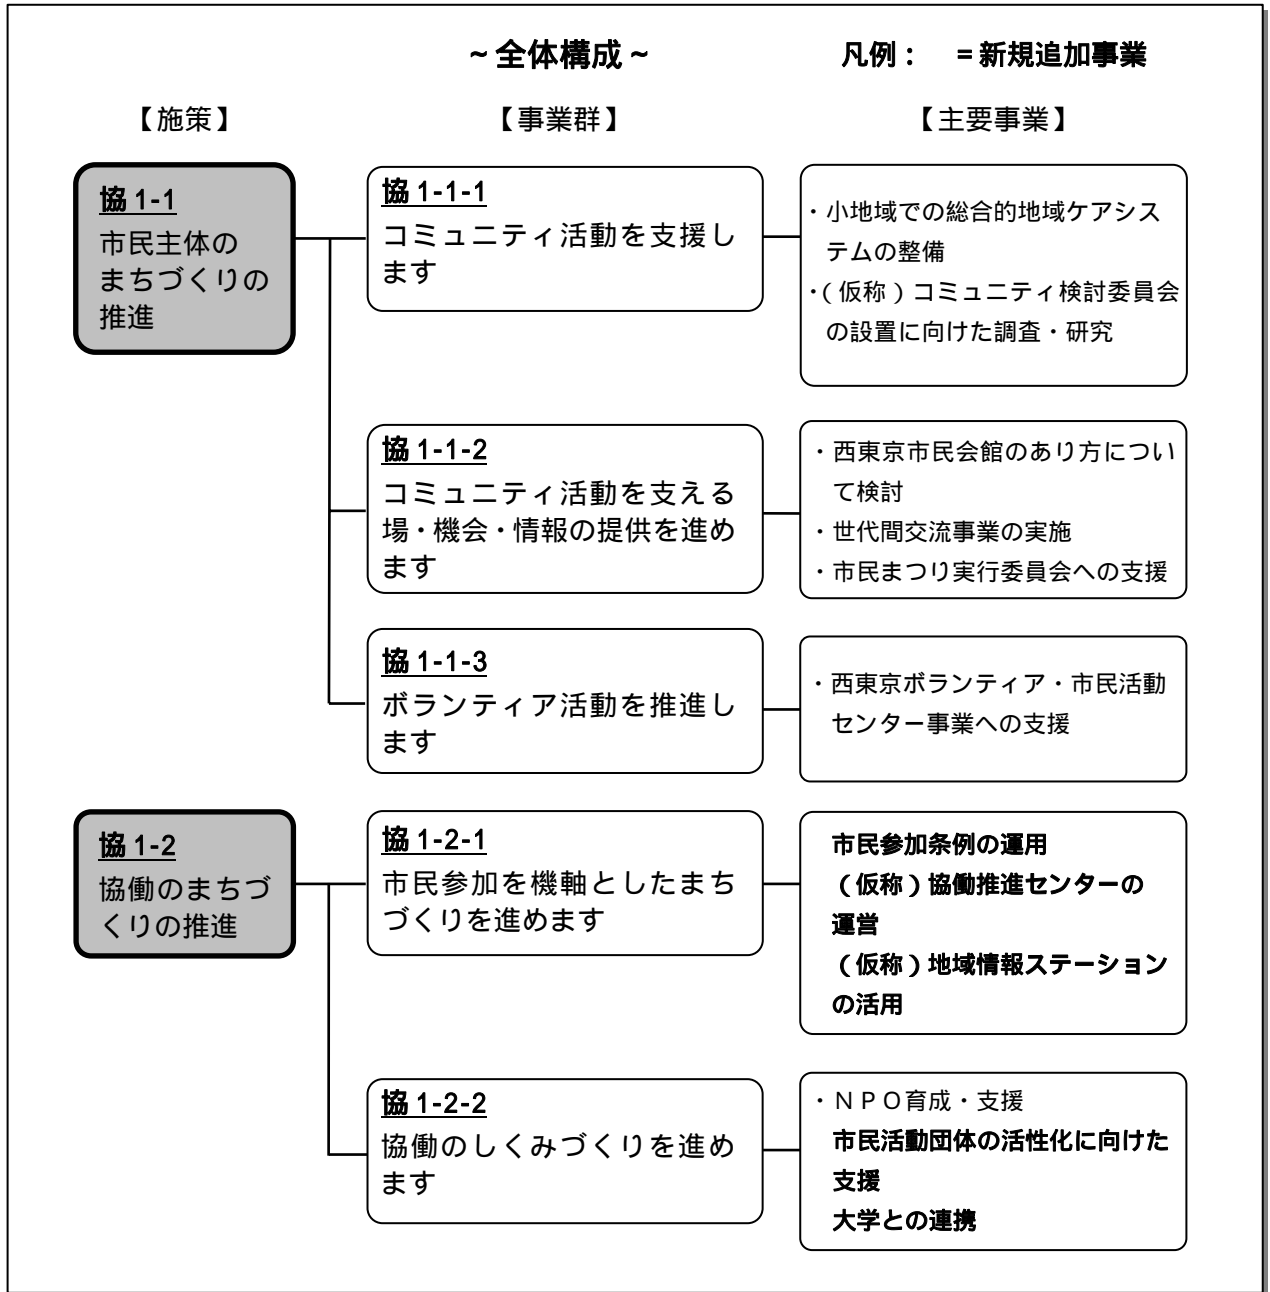 ~全体構成~
凡例： ＝新規追加事業
【施策】
【事業群】
【主要事業】
協 1-1
市民主体の
まちづくりの
推進
協 1-1-1
コミュニティ活動を支援し
ます
・小地域での総合的地域ケアシス
テムの整備
・（仮称）コミュニティ検討委員会
の設置に向けた調査・研究
協 1-1-2
コミュニティ活動を支える
場・機会・情報の提供を進め
ます
・西東京市民会館のあり方につい
て検討
・世代間交流事業の実施
・市民まつり実行委員会への支援
協 1-1-3
ボランティア活動を推進し
ます
・西東京ボランティア・市民活動
センター事業への支援
協 1-2
協働のまちづ
くりの推進
協 1-2-1
市民参加を機軸としたまち
づくりを進めます
市民参加条例の運用
（仮称）協働推進センターの
運営
（仮称）地域情報ステーション
の活用
協 1-2-2
協働のしくみづくりを進め
ます
・ＮＰＯ育成・支援
市民活動団体の活性化に向けた
支援
大学との連携